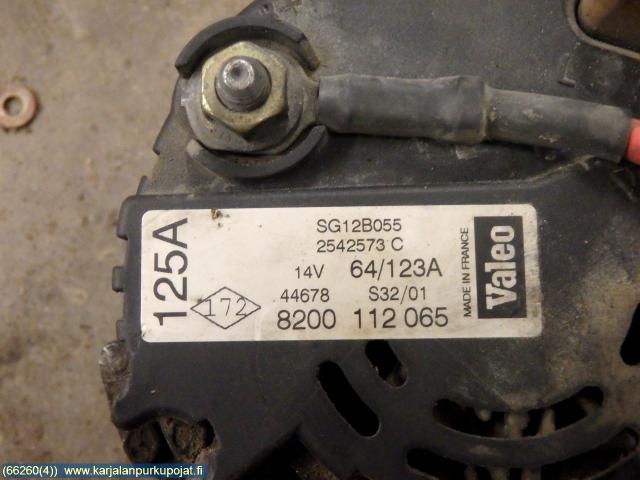 125A
SG12B055
2542573 C
14V 64/123A
44678 S32/01
172
8200 112 065
MADE IN FRANCE
Valeo
(66260(4)) www.karjalanpurkupojat.fi